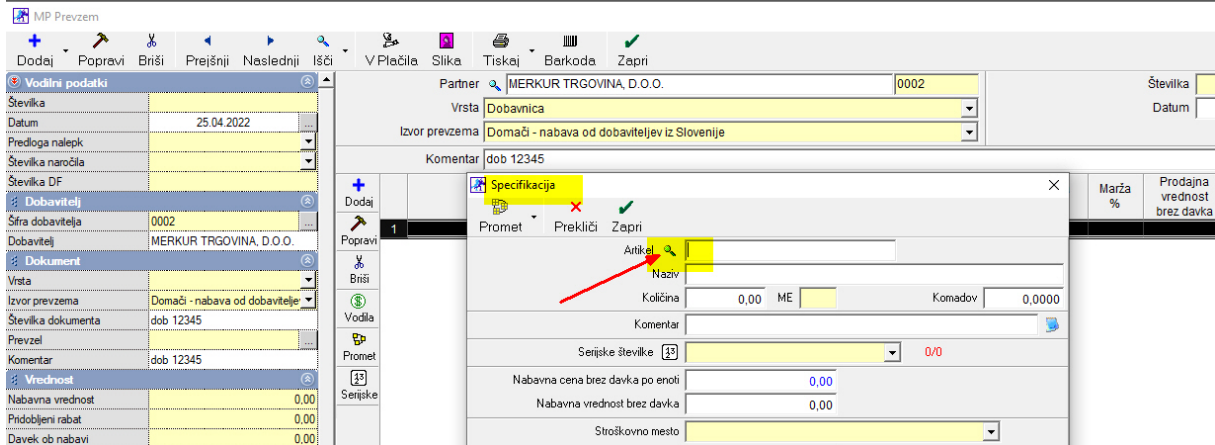 MP Prevzem
Dodaj Popravi Briši Prejšnji Naslednji Išči V Plačila Slika Tiskaj Barkoda Zapri
Vodilni podatki
Številka
Datum 25.04.2022 ...
Predloga nalepk
Številka naročila
Številka DF
Dobavitelj
Šifra dobavitelja 0002 ...
Dobavitelj MERKUR TRGOVINA, D.O.O.
Dokument
Vrsta
Izvor prevzema Domači - nabava od dobavitelje
Številka dokumenta dob 12345
Prevzel ...
Komentar dob 12345
Vrednost
Nabavna vrednost 0,00
Pridobljeni rabat 0,00
Davek ob nabavi 0,00
Partner MERKUR TRGOVINA, D.O.O. 0002 Številka
Vrsta Dobavnica Datum
Izvor prevzema Domači - nabava od dobaviteljev iz Slovenije
Komentar dob 12345
Dodaj
Popravi
Briši
Vodila
Promet
Serijske
1
Marža
%
Prodajna
vrednost
brez davka
Specifikacija
Promet Prekliči Zapri
Artikel
Naziv
Količina 0,00 ME Komadov 0,0000
Komentar
Serijske številke 0/0
Nabavna cena brez davka po enoti 0,00
Nabavna vrednost brez davka 0,00
Stroškovno mesto